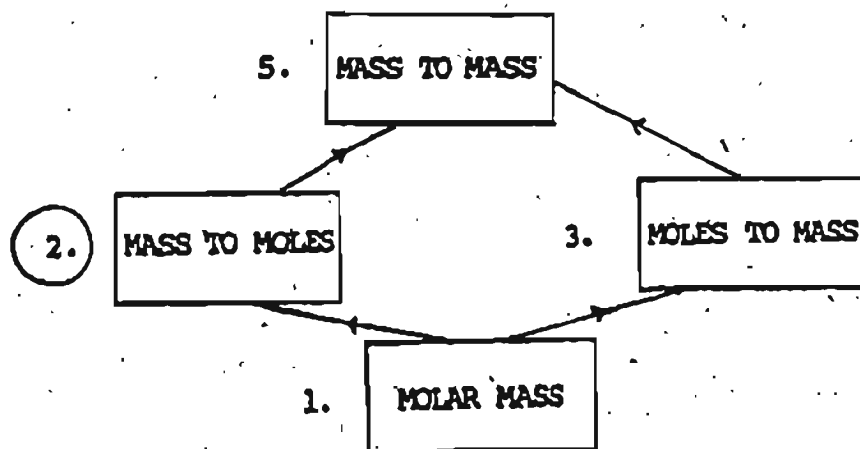 5. MASS TO MASS
2. MASS TO MOLES
3. MOLES TO MASS
1. MOLAR MASS